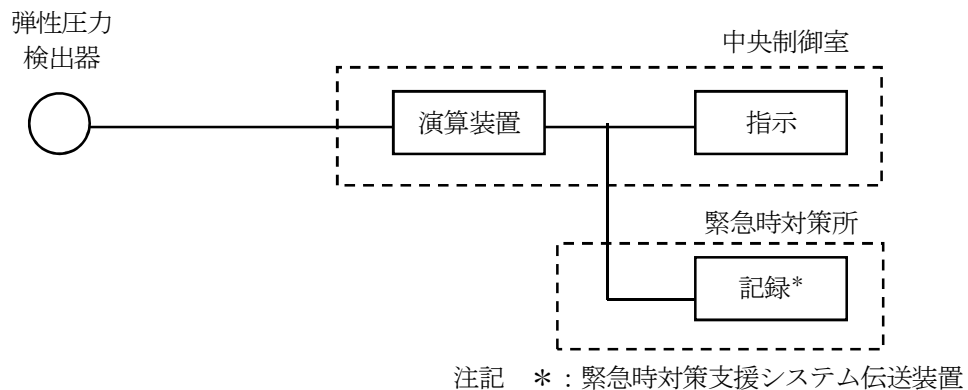 弾性圧力
検出器
中央制御室
演算装置
指示
緊急時対策所
記録*
注記　＊：緊急時対策支援システム伝送装置